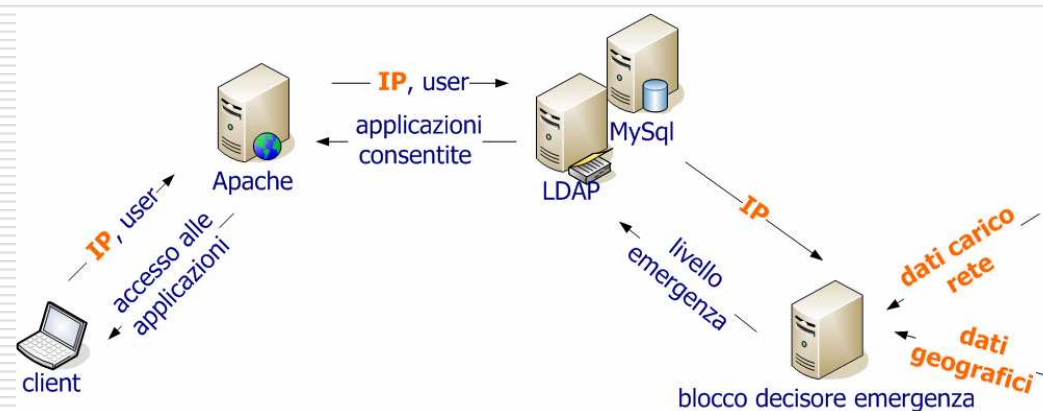 IP, user
applicazioni
consentite
MySql
Apache
LDAP
IP, user
accesso alle
applicazioni
client
IP
livello
emergenza
dati carico
rete
dati
geografici
blocco decisore emergenza